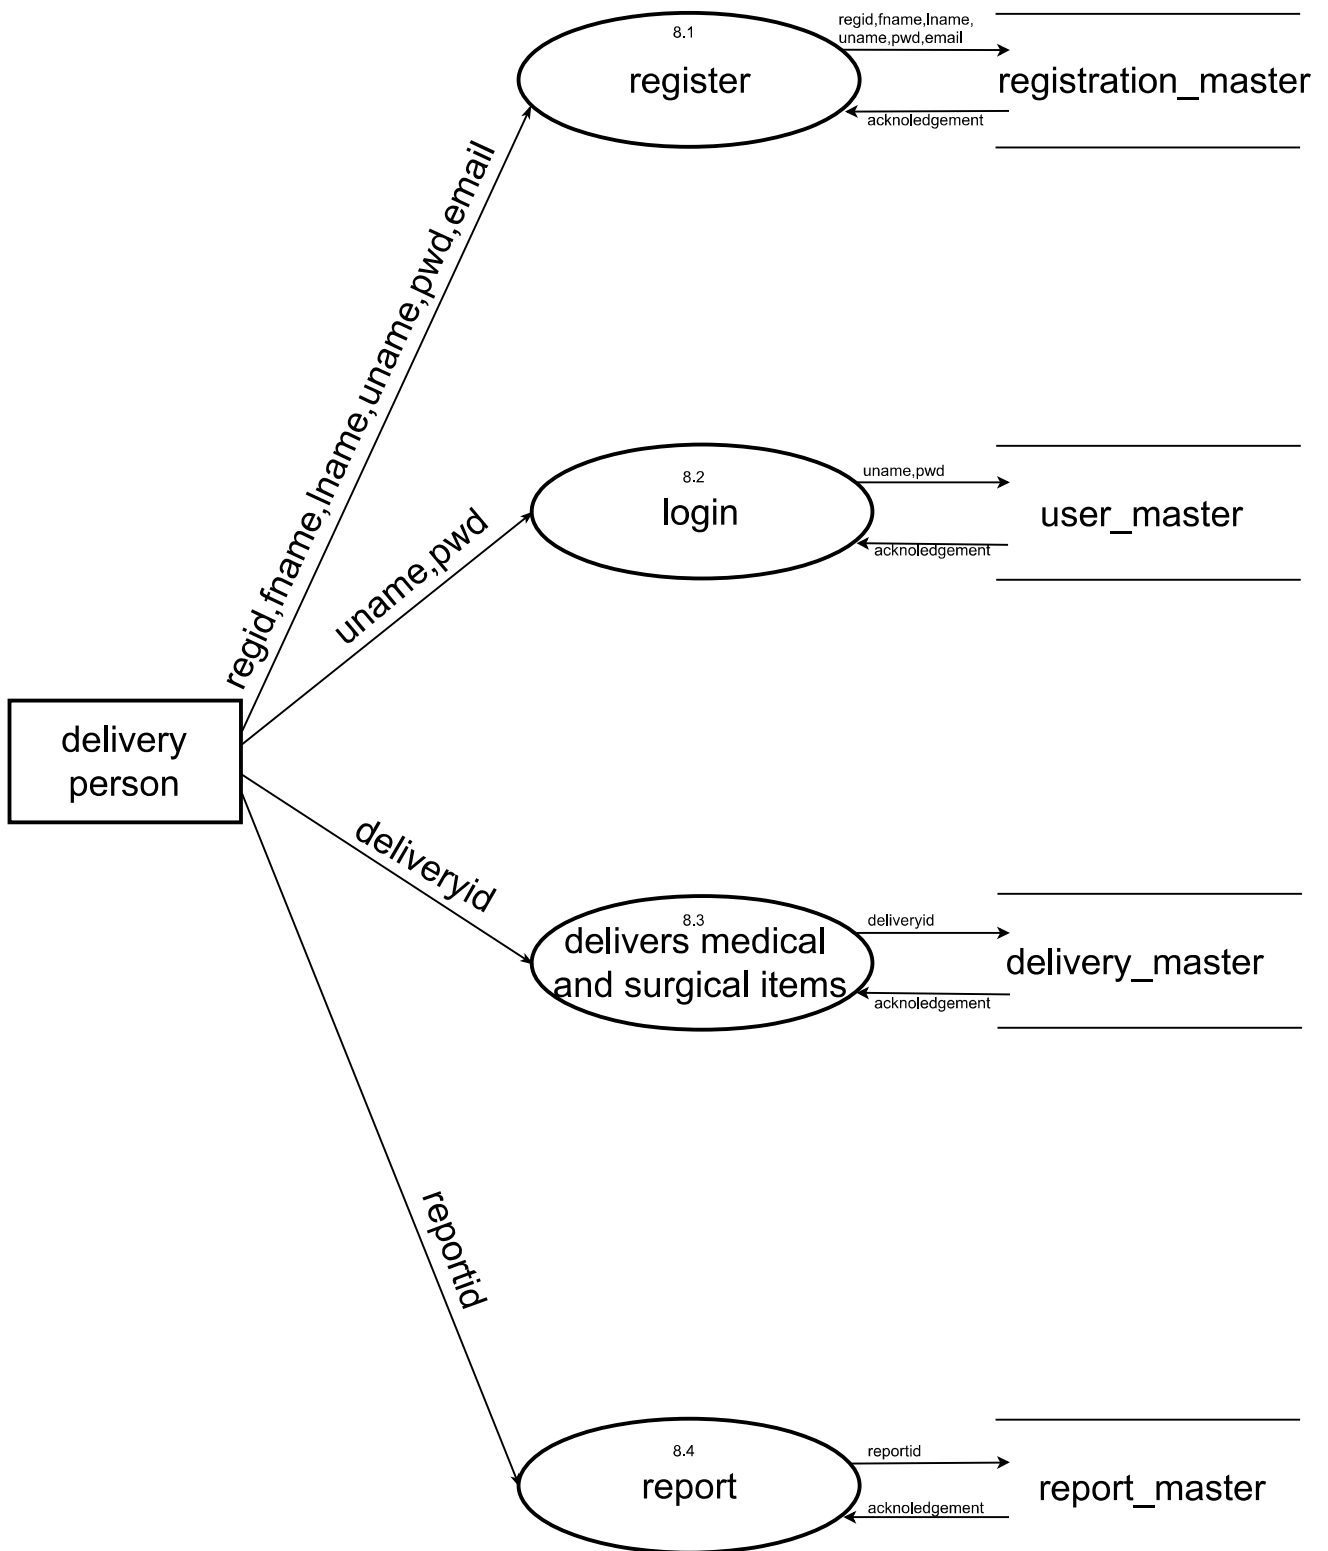 8.1
register
regid,fname,lname,
uname,pwd,email
registration_master
acknoledgement
regid,fname,lname,uname,pwd,email
8.2
login
uname,pwd
user_master
acknoledgement
uname,pwd
delivery
person
deliveryid
8.3
delivers medical
and surgical items
deliveryid
delivery_master
acknoledgement
reportid
8.4
report
reportid
report_master
acknoledgement